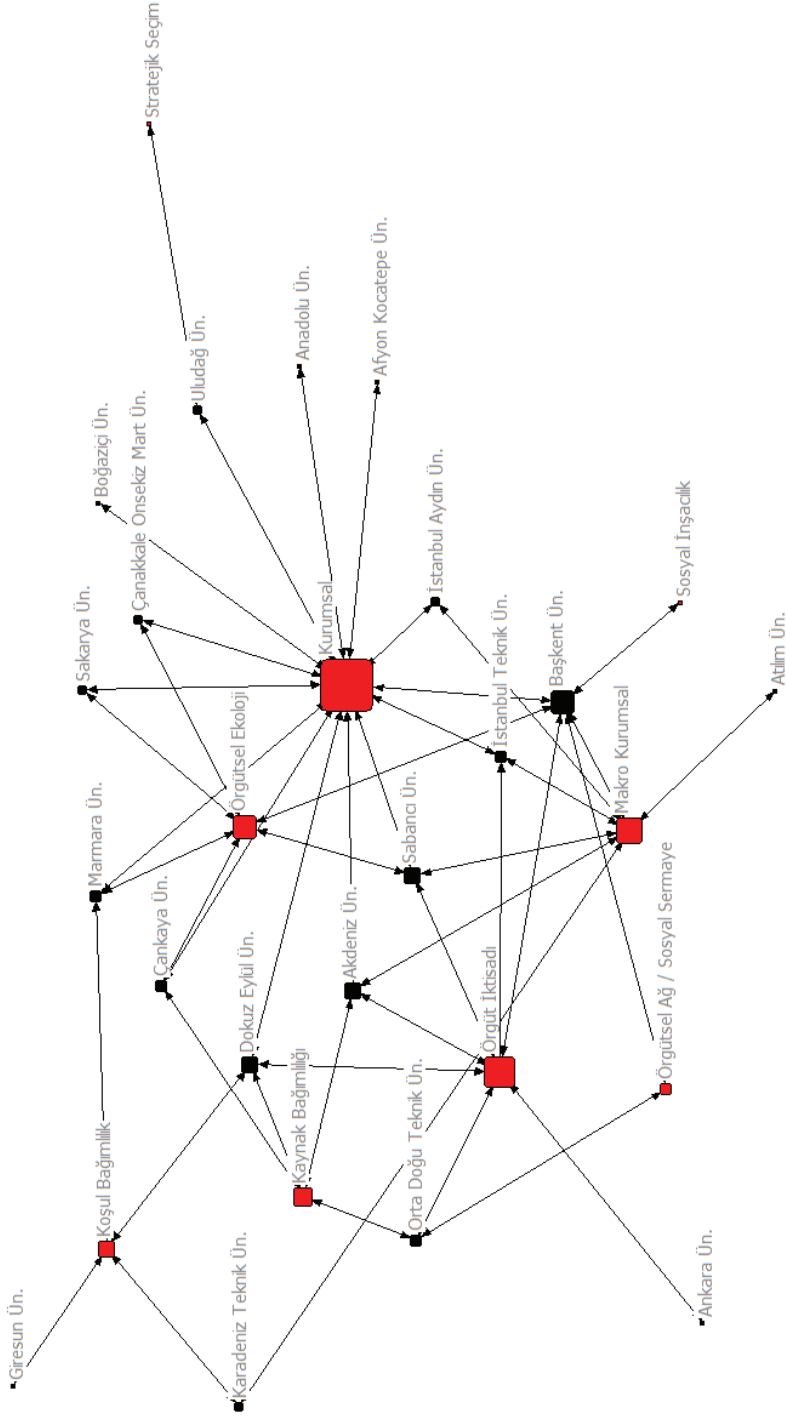 Giresun Ün.
Sakarya Ün.
Marmara Ün.
Boğaziçi Ün.
Koşul Bağımlılık
Çanakkale Onsekiz Mart Ün.
Stratejik Seçim
Çankaya Ün.
Uludağ Ün.
Karadeniz Teknik Ün.
Örgütsel Ekoloji
Dokuz Eylül Ün.
Kaynak Bağımlılığı
Anadolu Ün.
Kurumsal
Akdeniz Ün.
Afyon Kocatepe Ün.
Sabancı Ün.
Orta Doğu Teknik Ün.
İstanbul Aydın Ün.
Örgüt İktisadı
İstanbul Teknik Ün.
Başkent Ün.
Makro Kurumsal
Örgütsel Ağ / Sosyal Sermaye
Sosyal İnşacılık
Ankara Ün.
Atılım Ün.